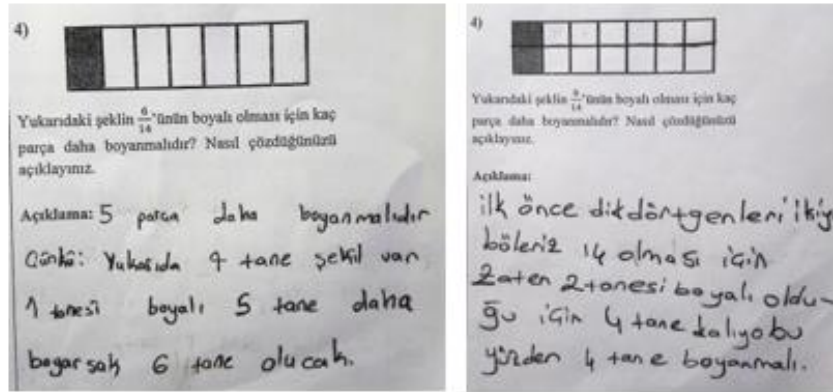 4)
Yukarıdaki şeklin 6/14'ünün boyalı olması için kaç
parça daha boyanmalıdır? Nasıl çözdüğünüzü
açıklayınız.
Açıklama: 5 parça daha boyanmalıdır
Çünkü: Yukarıda 7 tane şekil var
1 tanesi boyalı 5 tane daha
boyarsak 6 tane olucak.
4)
Yukarıdaki şeklin 6/14'ünün boyalı olması için kaç
parça daha boyanmalıdır? Nasıl çözdüğünüzü
açıklayınız.
Açıklama:
ilk önce dikdörtgenleri ikiye
böleriz 14 olması için
Zaten 2 tanesi boyalı oldu-
ğu için 4 tane kalıyo bu
yüzden 4 tane boyanmalı.